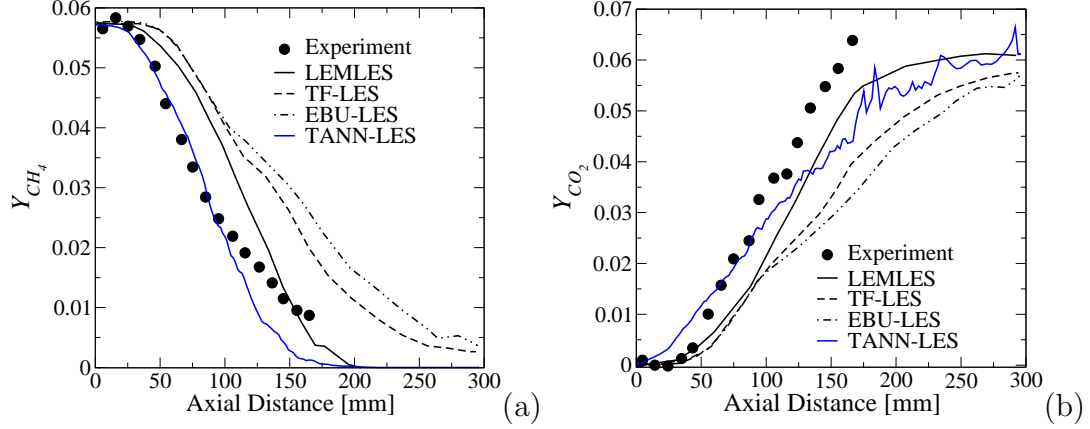 0.06
0.05
0.04
0.03
0.02
0.01
0
Y_{CH_4}
Experiment
LEMLES
TF-LES
EBU-LES
TANN-LES
0 50 100 150 200 250 300
Axial Distance [mm]
(a)
0.07
0.06
0.05
0.04
0.03
0.02
0.01
0
Y_{CO_2}
Experiment
LEMLES
TF-LES
EBU-LES
TANN-LES
0 50 100 150 200 250 300
Axial Distance [mm]
(b)